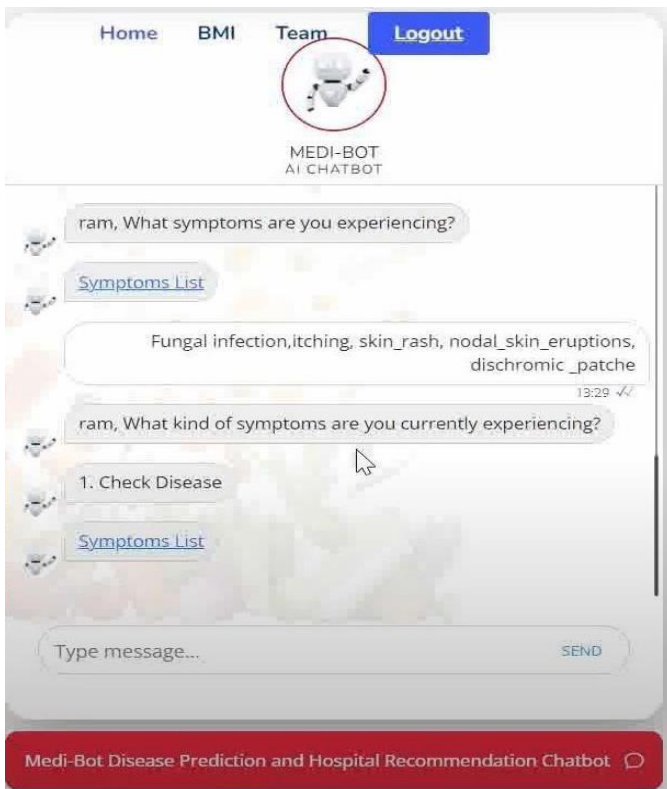 Home BMI Team Logout
MEDI-BOT
AI CHATBOT
ram, What symptoms are you experiencing?
Symptoms List
Fungal infection,itching, skin_rash, nodal_skin_eruptions,
dischromic _patche
13:29
ram, What kind of symptoms are you currently experiencing?
1. Check Disease
Symptoms List
Type message...
SEND
Medi-Bot Disease Prediction and Hospital Recommendation Chatbot